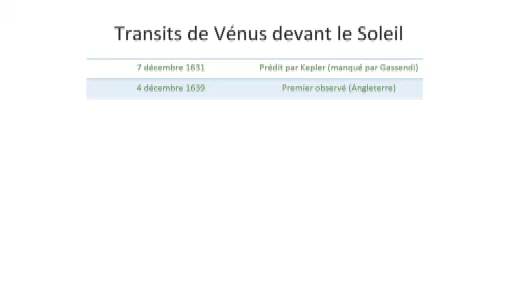 Transits de Vénus devant le Soleil
7 décembre 1631 Prédit par Kepler (manqué par Gassendi)
4 décembre 1639 Premier observé (Angleterre)